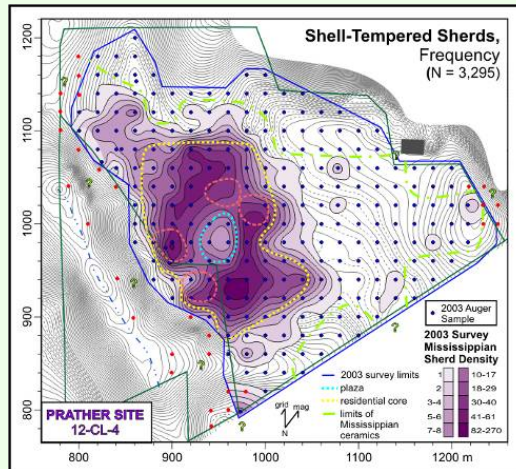 Shell-Tempered Sherds,
Frequency
(N = 3,295)
1200
1100
1000
900
800
?
?
?
?
?
?
?
2003 Auger
Sample
2003 Survey
Mississippian
Sherd Density
1 10-17
2 18-29
3-4 30-40
5-6 41-61
7-8 82-270
2003 survey limits
plaza
residential core
limits of
Mississippian
ceramics
grid mag
N
PRATHER SITE
12-CL-4
800 900 1000 1100 1200 m